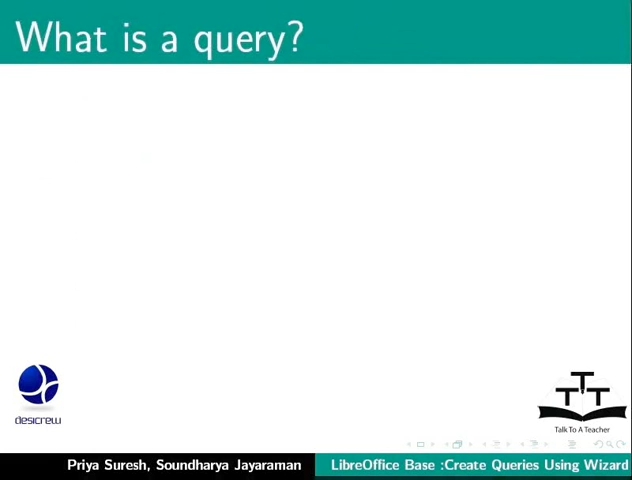 What is a query?
desicrew
T
T T
Talk To A Teacher
Priya Suresh, Soundharya Jayaraman
LibreOffice Base :Create Queries Using Wizard